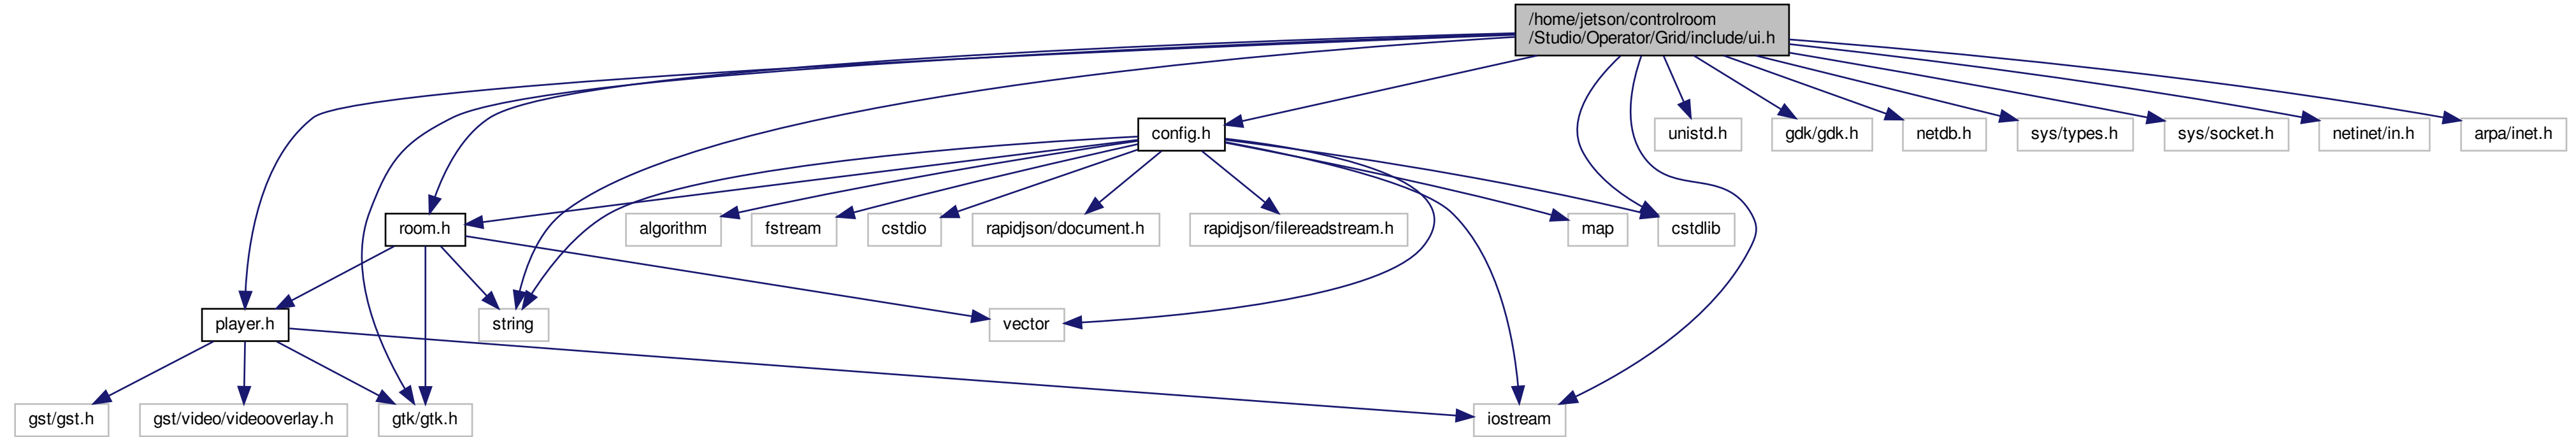 /home/jetson/controlroom
/Studio/Operator/Grid/include/ui.h
config.h
unistd.h
gdk/gdk.h
netdb.h
sys/types.h
sys/socket.h
netinet/in.h
arpa/inet.h
room.h
algorithm
fstream
cstdio
rapidjson/document.h
rapidjson/filereadstream.h
map
cstdlib
player.h
string
vector
gst/gst.h
gst/video/videooverlay.h
gtk/gtk.h
iostream